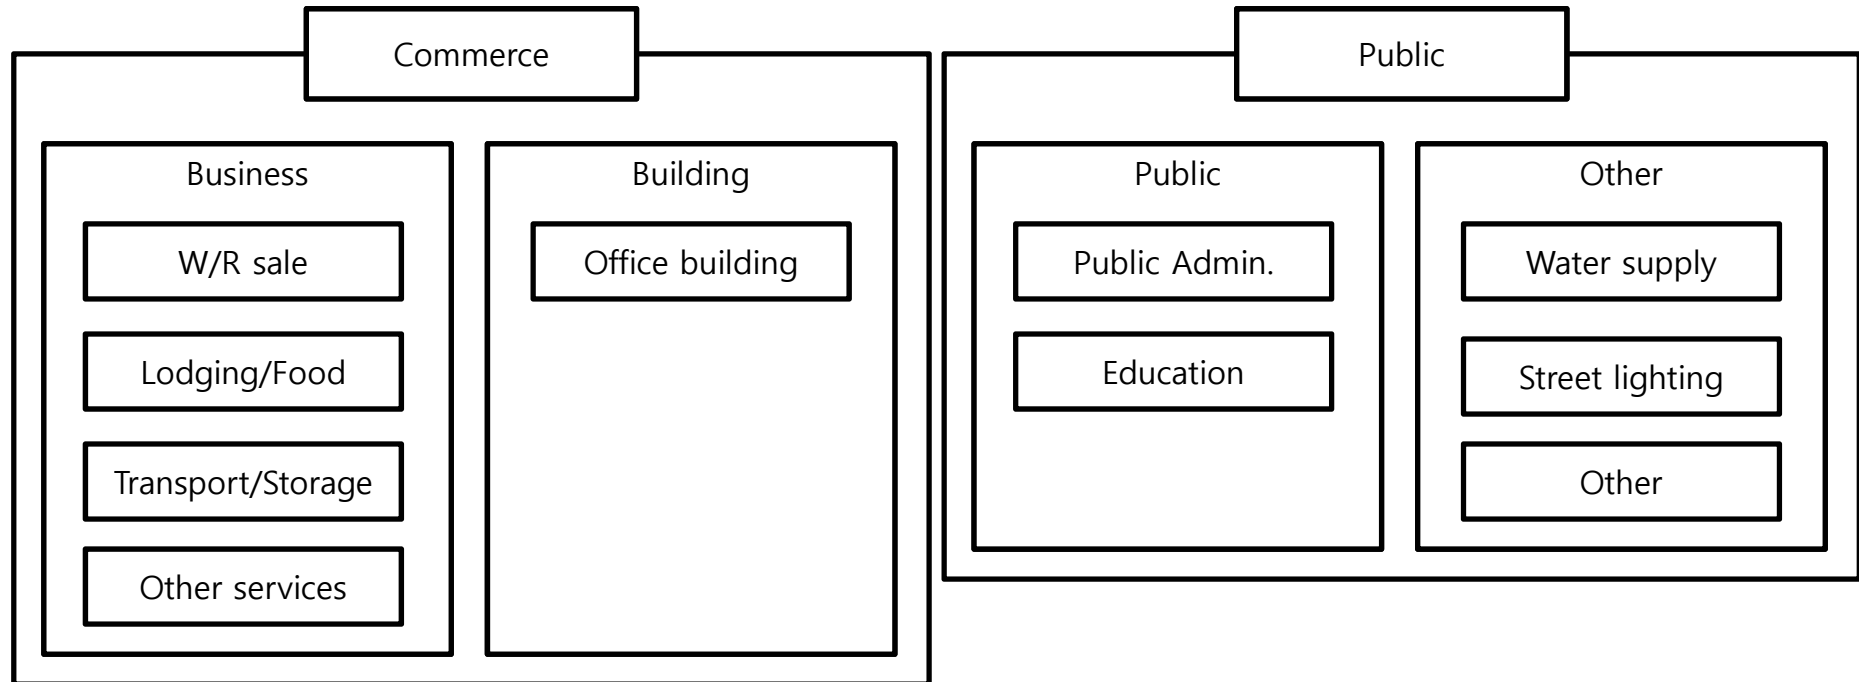 Commerce
Business
W/R sale
Lodging/Food
Transport/Storage
Other services
Building
Office building
Public
Public
Public Admin.
Education
Other
Water supply
Street lighting
Other